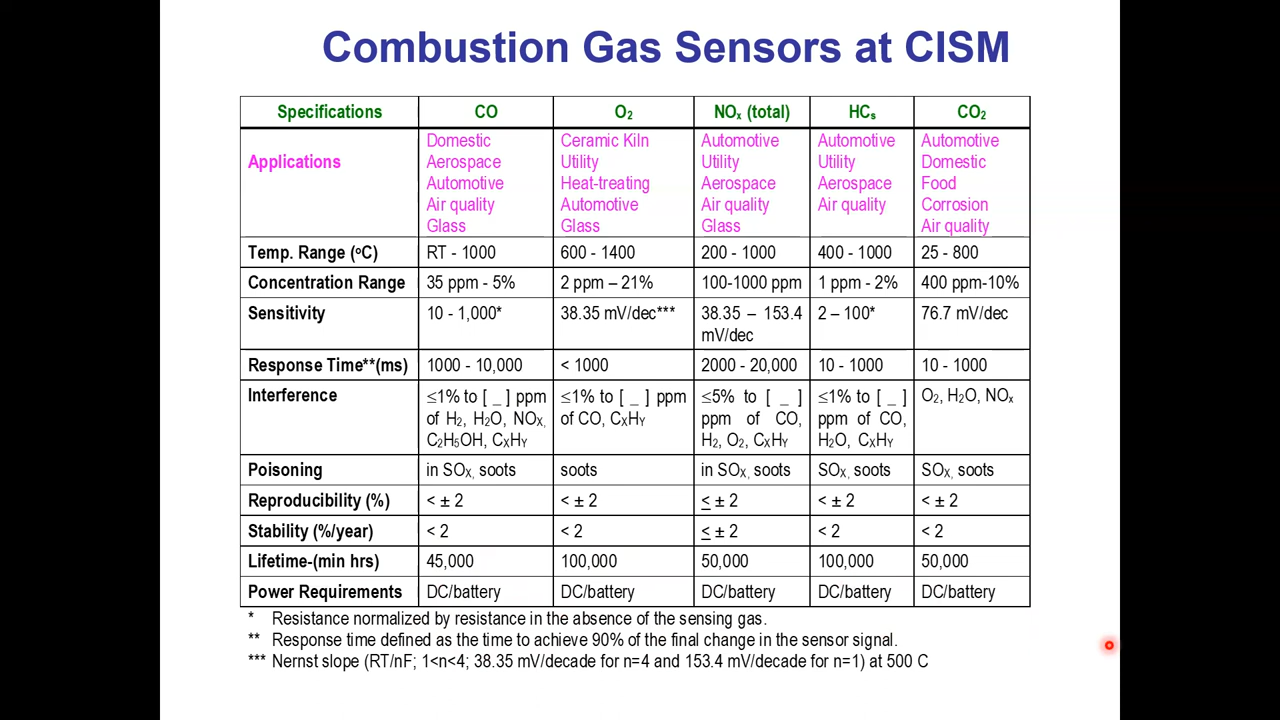 Combustion Gas Sensors at CISM
Specifications CO O₂ NOₓ (total) HCₛ CO₂
Applications
Domestic
Aerospace
Automotive
Air quality
Glass
Ceramic Kiln
Utility
Heat-treating
Automotive
Glass
Automotive
Utility
Aerospace
Air quality
Glass
Automotive
Utility
Aerospace
Air quality
Automotive
Domestic
Food
Corrosion
Air quality
Temp. Range (ºC) RT - 1000 600 - 1400 200 - 1000 400 - 1000 25 - 800
Concentration Range 35 ppm - 5% 2 ppm – 21% 100-1000 ppm 1 ppm - 2% 400 ppm-10%
Sensitivity 10 - 1,000* 38.35 mV/dec*** 38.35 – 153.4 2 – 100* 76.7 mV/dec
mV/dec
Response Time**(ms) 1000 - 10,000 < 1000 2000 - 20,000 10 - 1000 10 - 1000
Interference
≤1% to [ _ ] ppm
of H₂, H₂O, NOX,
C₂H₅OH, CXHY
≤1% to [ _ ] ppm
of CO, CXHY
≤5% to [ _ ]
ppm of CO,
H₂, O₂, CXHY
≤1% to [ _ ]
ppm of CO,
H₂O, CXHY
O₂, H₂O, NOₓ
Poisoning in SOX, soots soots in SOX, soots SOX, soots SOX, soots
Reproducibility (%) < ± 2 < ± 2 ≤ ± 2 < ± 2 < ± 2
Stability (%/year) < 2 < 2 ≤ ± 2 < 2 < 2
Lifetime-(min hrs) 45,000 100,000 50,000 100,000 50,000
Power Requirements DC/battery DC/battery DC/battery DC/battery DC/battery
* Resistance normalized by resistance in the absence of the sensing gas.
** Response time defined as the time to achieve 90% of the final change in the sensor signal.
*** Nernst slope (RT/nF; 1<n<4; 38.35 mV/decade for n=4 and 153.4 mV/decade for n=1) at 500 C